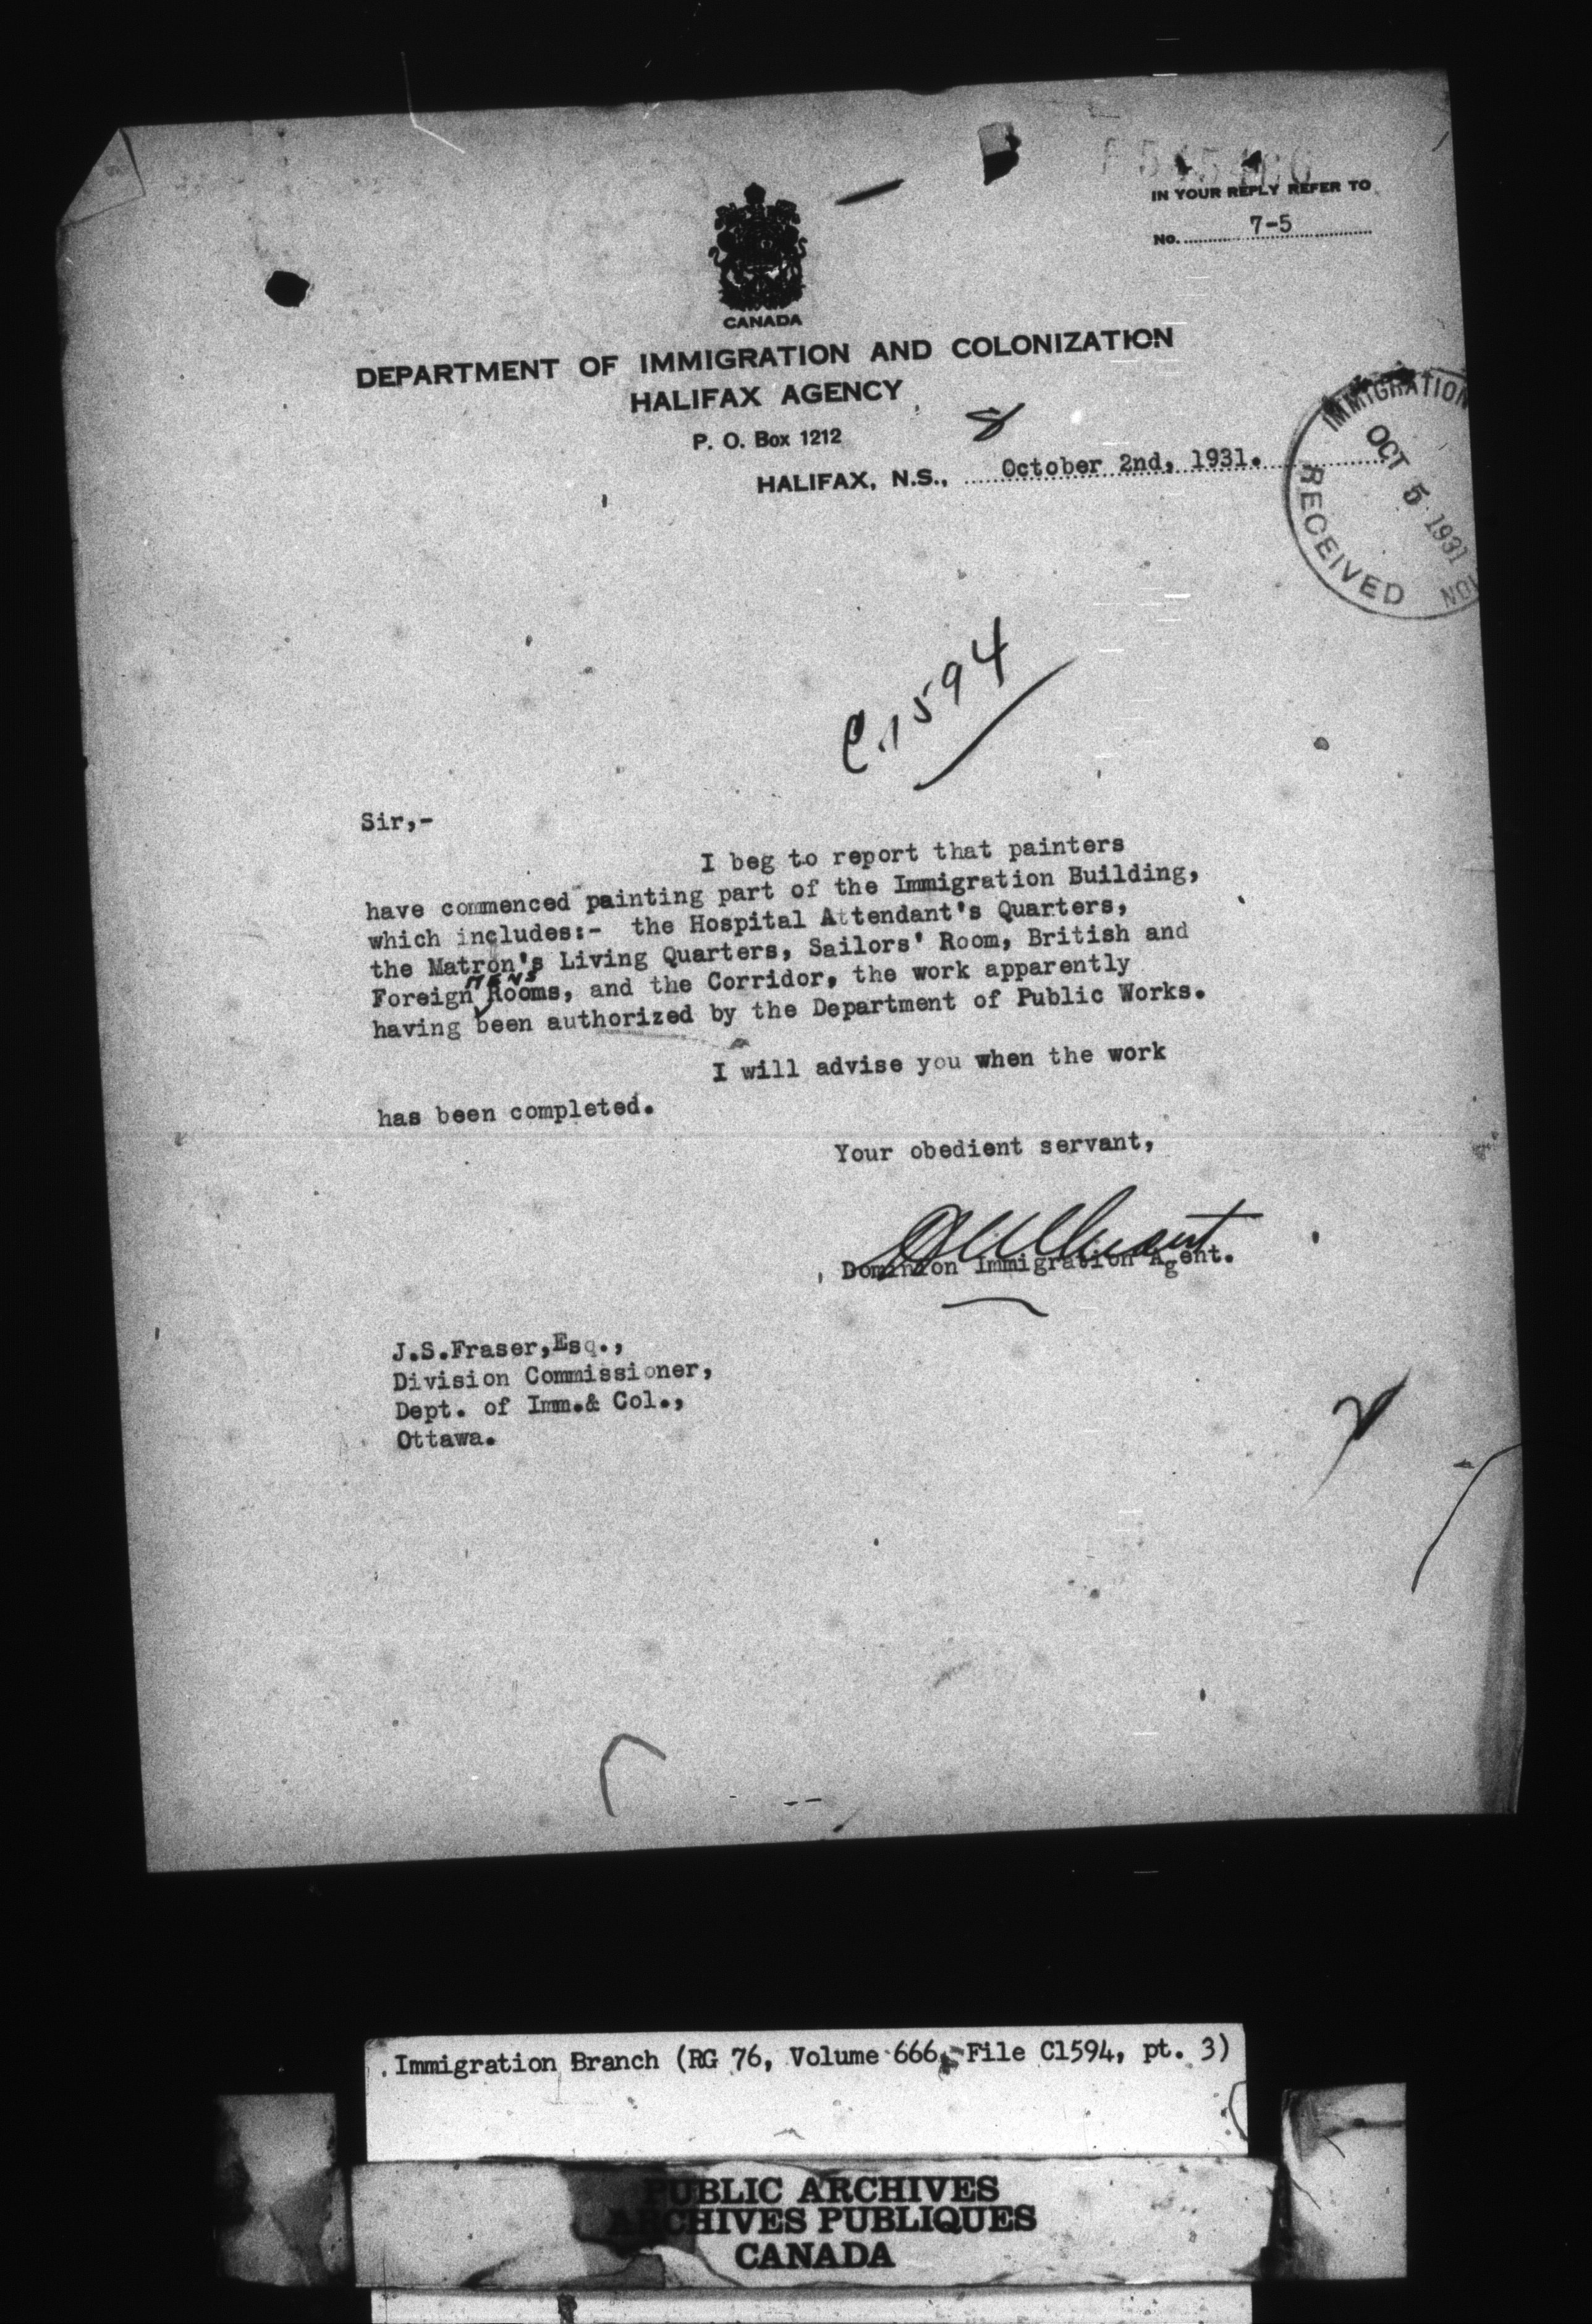 IN YOUR REPLY REFER TO
No. 7-5
CANADA
DEPARTMENT OF IMMIGRATION AND COLONIZATION
HALIFAX AGENCY
P. O. Box 1212
HALIFAX, N.S., October 2nd, 1931.
IMMIGRATION
OCT 5 1931
RECEIVED
C.1594
Sir,-
I beg to report that painters
have commenced painting part of the Immigration Building,
which includes:- the Hospital Attendant's Quarters,
the Matron's Living Quarters, Sailors' Room, British and
Foreign MENS Rooms, and the Corridor, the work apparently
having been authorized by the Department of Public Works.
I will advise you when the work
has been completed.
Your obedient servant,
Dominion Immigration Agent.
J.S.Fraser,Esq.,
Division Commissioner,
Dept. of Imm.& Col.,
Ottawa.
Immigration Branch (RG 76, Volume 666, File C1594, pt. 3)
PUBLIC ARCHIVES
ARCHIVES PUBLIQUES
CANADA